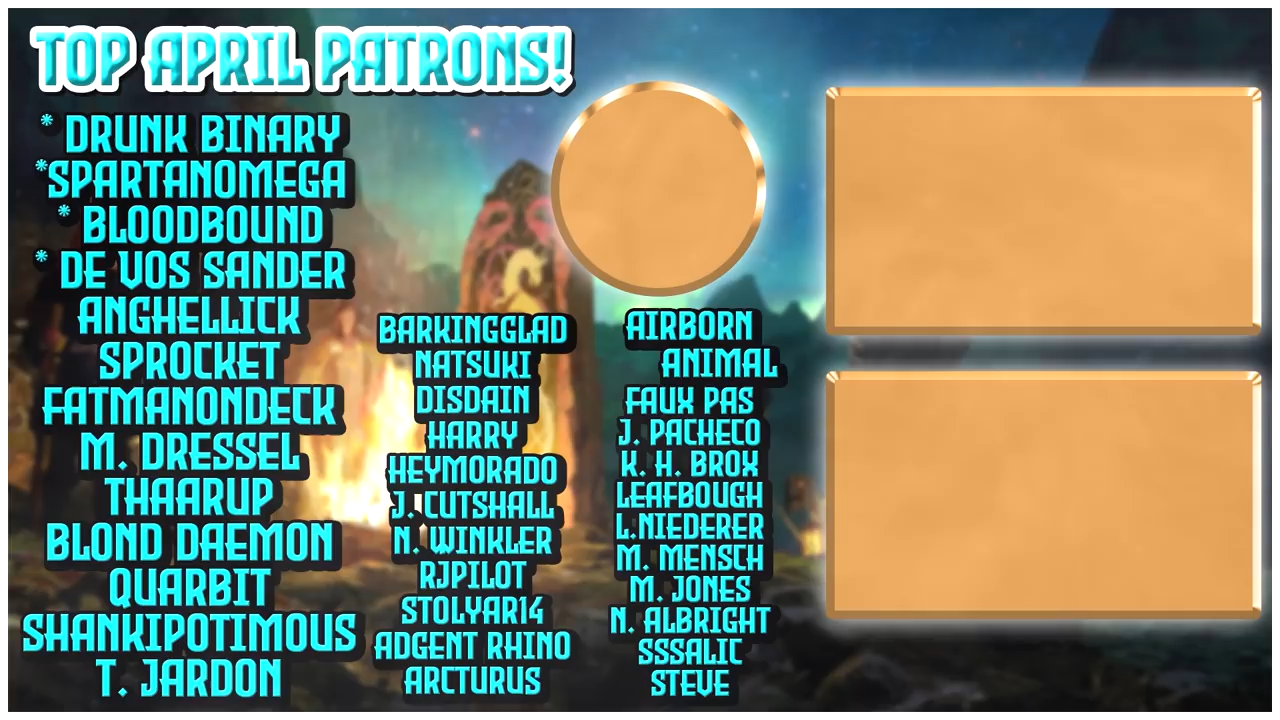 TOP APRIL PATRONS!
* DRUNK BINARY
*SPARTANOMEGA
* BLOODBOUND
* DE VOS SANDER
ANGHELLICK
SPROCKET
FATMANONDECK
M. DRESSEL
THAARUP
BLOND DAEMON
QUARBIT
SHANKIPOTIMOUS
T. JARDON
BARKINGGLAD
NATSUKI
DISDAIN
HARRY
HEYMORADO
J. CUTSHALL
N. WINKLER
RJPILOT
STOLYAR14
ADGENT RHINO
ARCTURUS
AIRBORN
ANIMAL
FAUX PAS
J. PACHECO
K. H. BROX
LEAFBOUGH
L.NIEDERER
M. MENSCH
M. JONES
N. ALBRIGHT
SSSALIC
STEVE